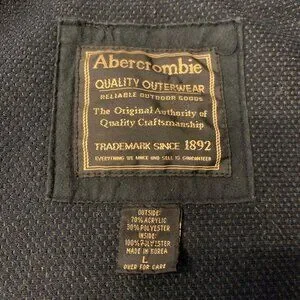 Abercrombie
QUALITY OUTERWEAR
RELIABLE OUTDOOR GOODS
The Original Authority of
Quality Craftsmanship
TRADEMARK SINCE 1892
EVERYTHING WE MAKE AND SELL IS GUARANTEED
OUTSIDE:
70% ACRYLIC
30% POLYESTER
INSIDE:
100% POLYESTER
MADE IN KOREA
L
OVER FOR CARE